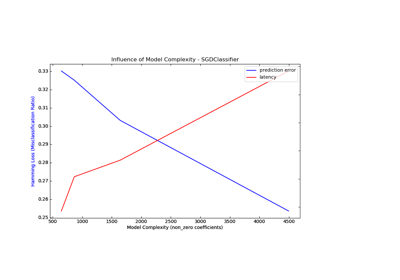 Influence of Model Complexity - SGDClassifier
prediction error
latency
0.33
0.32
0.31
0.30
0.29
0.28
0.27
0.26
0.25
Hamming Loss (Misclassification Ratio)
500 1000 1500 2000 2500 3000 3500 4000 4500
Model Complexity (non_zero coefficients)